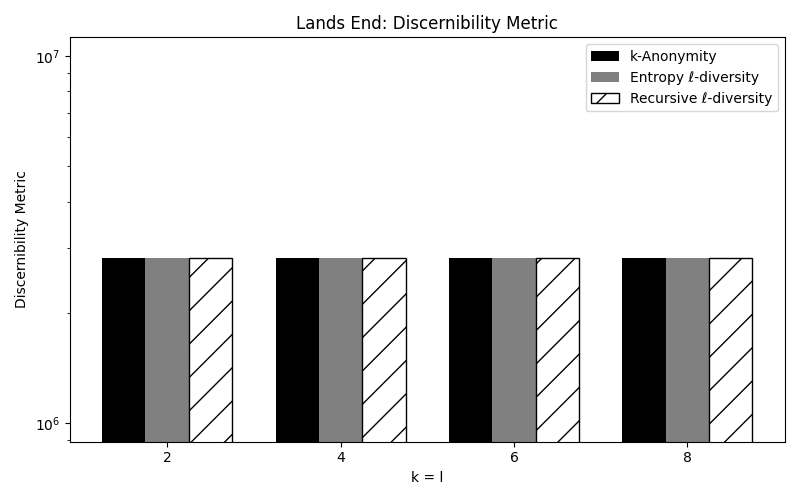 Lands End: Discernibility Metric
k-Anonymity
Entropy ℓ-diversity
Recursive ℓ-diversity
Discernibility Metric
10⁷
10⁶
2 4 6 8
k = l